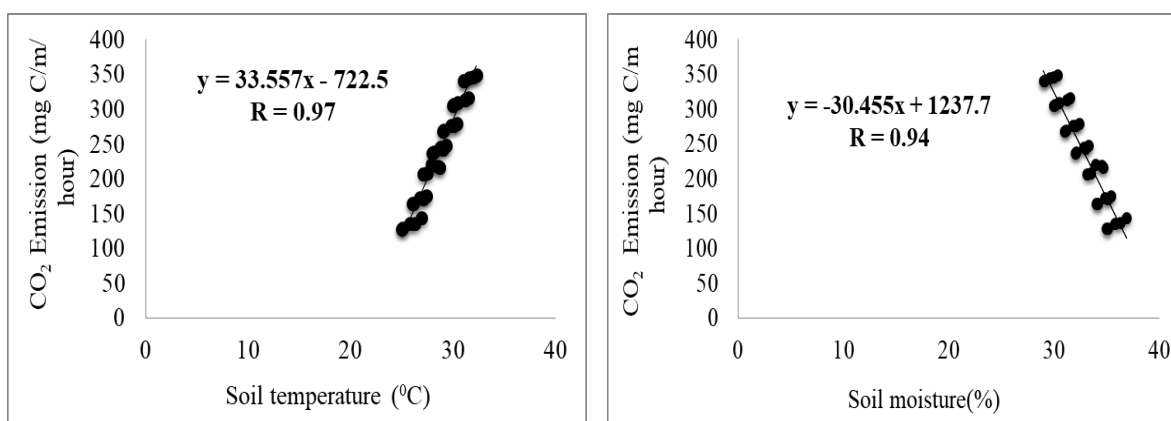 CO₂ Emission (mg C/m/
hour)
400
350
300
250
200
150
100
50
0
y = 33.557x - 722.5
R = 0.97
0
10
20
30
40
Soil temperature (⁰C)
CO₂ Emission (mg C/m
hour)
400
350
300
250
200
150
100
50
0
y = -30.455x + 1237.7
R = 0.94
0
10
20
30
40
Soil moisture(%)